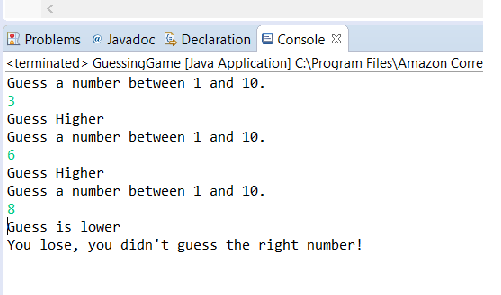 Problems @ Javadoc Declaration Console
<terminated> GuessingGame [Java Application] C:\Program Files\Amazon Corre
Guess a number between 1 and 10.
3
Guess Higher
Guess a number between 1 and 10.
6
Guess Higher
Guess a number between 1 and 10.
8
Guess is lower
You lose, you didn't guess the right number!